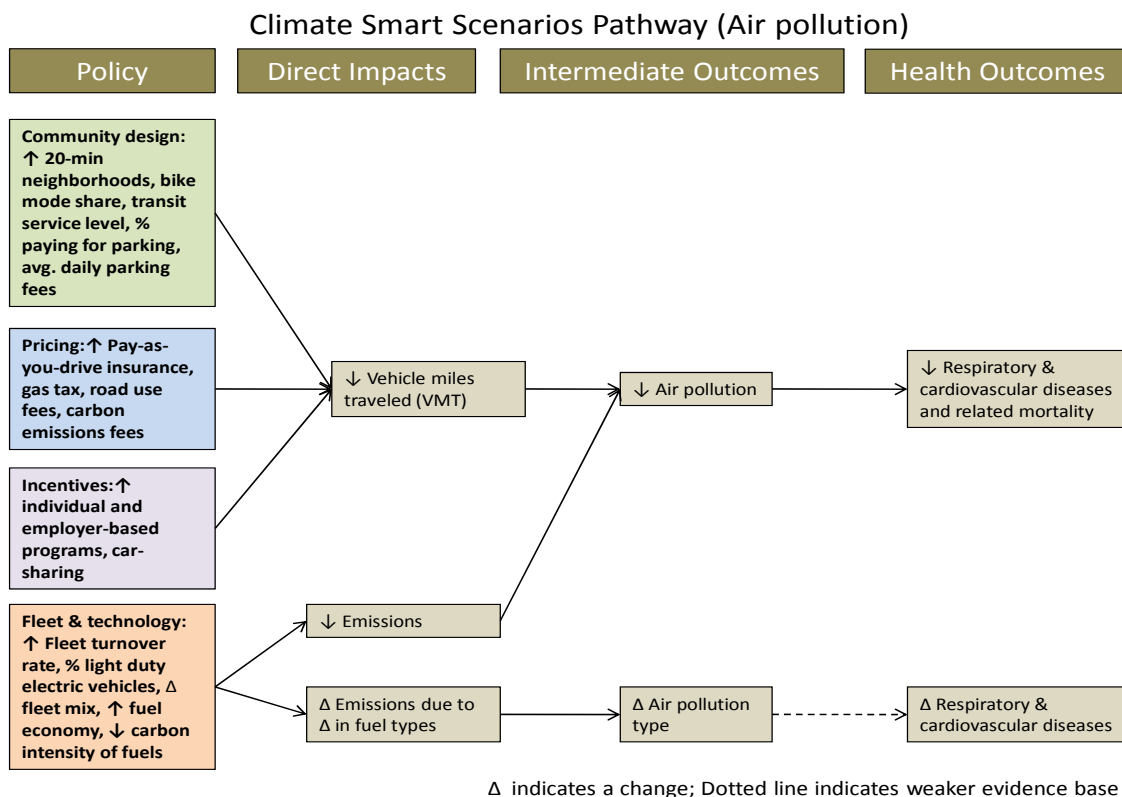 Climate Smart Scenarios Pathway (Air pollution)
Policy
Direct Impacts
Intermediate Outcomes
Health Outcomes
Community design:
↑ 20-min
neighborhoods, bike
mode share, transit
service level, %
paying for parking,
avg. daily parking
fees
Pricing:↑ Pay-as-
you-drive insurance,
gas tax, road use
fees, carbon
emissions fees
↓ Vehicle miles
traveled (VMT)
↓ Air pollution
↓ Respiratory &
cardiovascular diseases
and related mortality
Incentives:↑
individual and
employer-based
programs, car-
sharing
Fleet & technology:
↑ Fleet turnover
rate, % light duty
electric vehicles, Δ
fleet mix, ↑ fuel
economy, ↓ carbon
intensity of fuels
↓ Emissions
Δ Emissions due to
Δ in fuel types
Δ Air pollution
type
Δ Respiratory &
cardiovascular diseases
Δ indicates a change; Dotted line indicates weaker evidence base